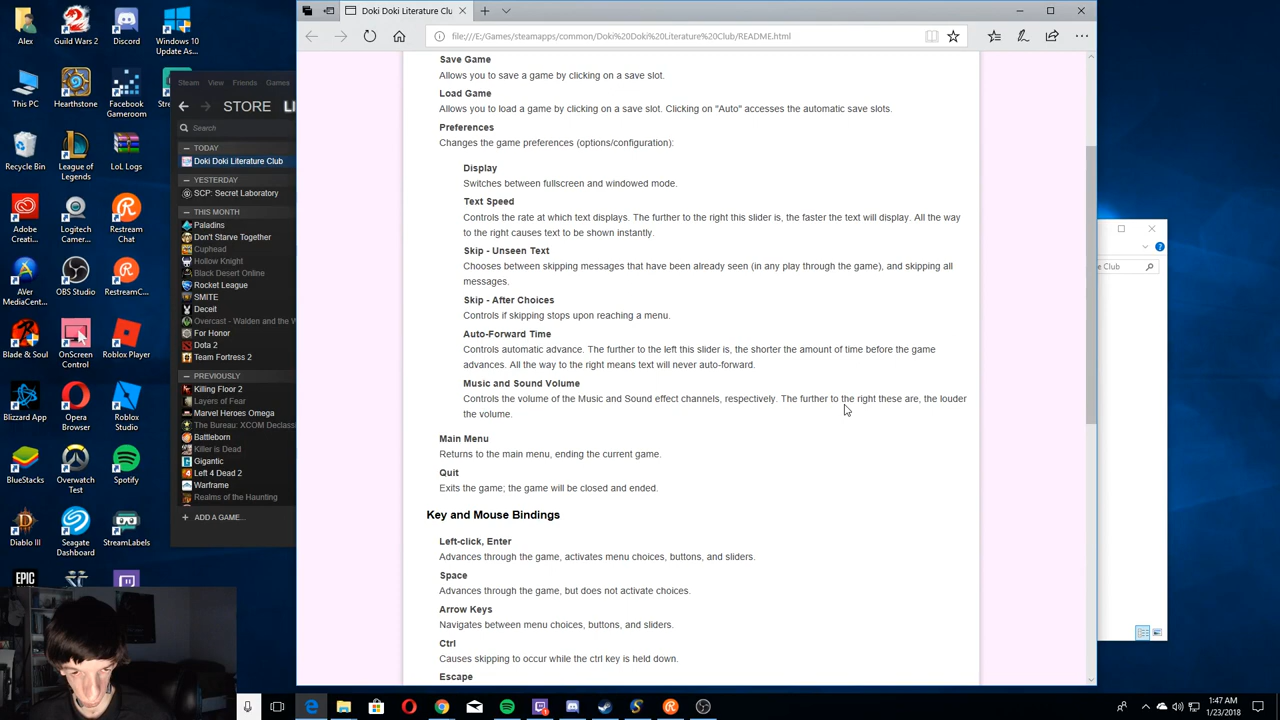 Doki Doki Literature Clu
file:///E:/Games/steamapps/common/Doki%20Doki%20Literature%20Club/README.html
Save Game
Allows you to save a game by clicking on a save slot.
Load Game
Allows you to load a game by clicking on a save slot. Clicking on "Auto" accesses the automatic save slots.
Preferences
Changes the game preferences (options/configuration):
Display
Switches between fullscreen and windowed mode.
Text Speed
Controls the rate at which text displays. The further to the right this slider is, the faster the text will display. All the way
to the right causes text to be shown instantly.
Skip - Unseen Text
Chooses between skipping messages that have been already seen (in any play through the game), and skipping all
messages.
Skip - After Choices
Controls if skipping stops upon reaching a menu.
Auto-Forward Time
Controls automatic advance. The further to the left this slider is, the shorter the amount of time before the game
advances. All the way to the right means text will never auto-forward.
Music and Sound Volume
Controls the volume of the Music and Sound effect channels, respectively. The further to the right these are, the louder
the volume.
Main Menu
Returns to the main menu, ending the current game.
Quit
Exits the game; the game will be closed and ended.
Key and Mouse Bindings
Left-click, Enter
Advances through the game, activates menu choices, buttons, and sliders.
Space
Advances through the game, but does not activate choices.
Arrow Keys
Navigates between menu choices, buttons, and sliders.
Ctrl
Causes skipping to occur while the ctrl key is held down.
Escape
Alex
Guild Wars 2
Discord
Windows 10
Update As...
This PC
Hearthstone
Facebook
Gameroom
Recycle Bin
League of
Legends
LoL Logs
Adobe
Creati...
Logitech
Camer...
Restream
Chat
AVer
MediaCent...
OBS Studio
RestreamC...
Blade & Soul
OnScreen
Control
Roblox Player
Blizzard App
Opera
Browser
Roblox
Studio
BlueStacks
Overwatch
Test
Spotify
Diablo III
Seagate
Dashboard
StreamLabels
EPIC
Steam View Friends Games
STORE LI
Search
TODAY
Doki Doki Literature Club
YESTERDAY
SCP: Secret Laboratory
THIS MONTH
Paladins
Don't Starve Together
Cuphead
Hollow Knight
Black Desert Online
Rocket League
SMITE
Deceit
Overcast - Walden and the W
For Honor
Dota 2
Team Fortress 2
PREVIOUSLY
Killing Floor 2
Layers of Fear
Marvel Heroes Omega
The Bureau: XCOM Declass
Battleborn
Killer is Dead
Gigantic
Left 4 Dead 2
Warframe
Realms of the Haunting
ADD A GAME...
e Club
1:47 AM
1/23/2018